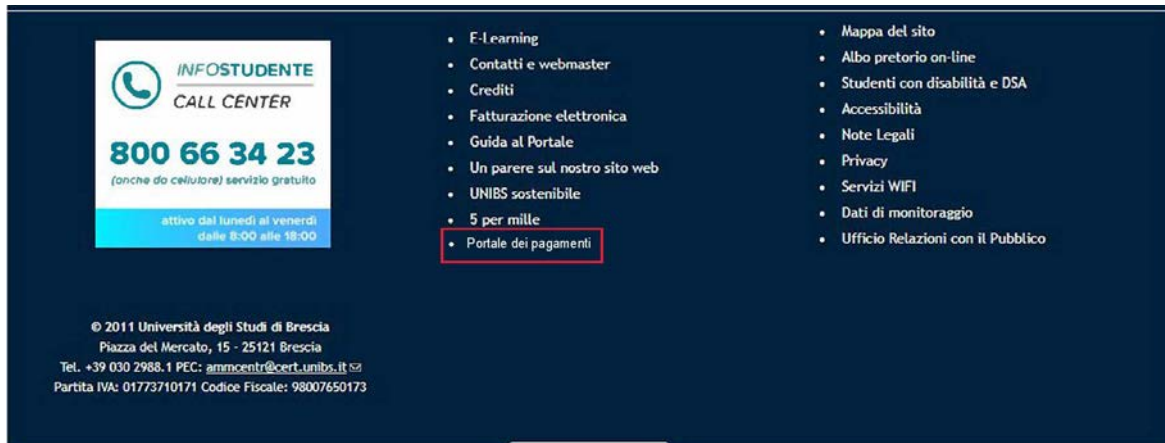 INFOSTUDENTE
CALL CENTER
800 66 34 23
(anche da cellulare) servizio gratuito
attivo dal lunedì al venerdì
dalle 8:00 alle 18:00
© 2011 Università degli Studi di Brescia
Piazza del Mercato, 15 - 25121 Brescia
Tel. +39 030 2988.1 PEC: ammcentr@cert.unibs.it
Partita IVA: 01773710171 Codice Fiscale: 98007650173
• E-Learning
• Contatti e webmaster
• Crediti
• Fatturazione elettronica
• Guida al Portale
• Un parere sul nostro sito web
• UNIBS sostenibile
• 5 per mille
• Portale dei pagamenti
• Mappa del sito
• Albo pretorio on-line
• Studenti con disabilità e DSA
• Accessibilità
• Note Legali
• Privacy
• Servizi WIFI
• Dati di monitoraggio
• Ufficio Relazioni con il Pubblico